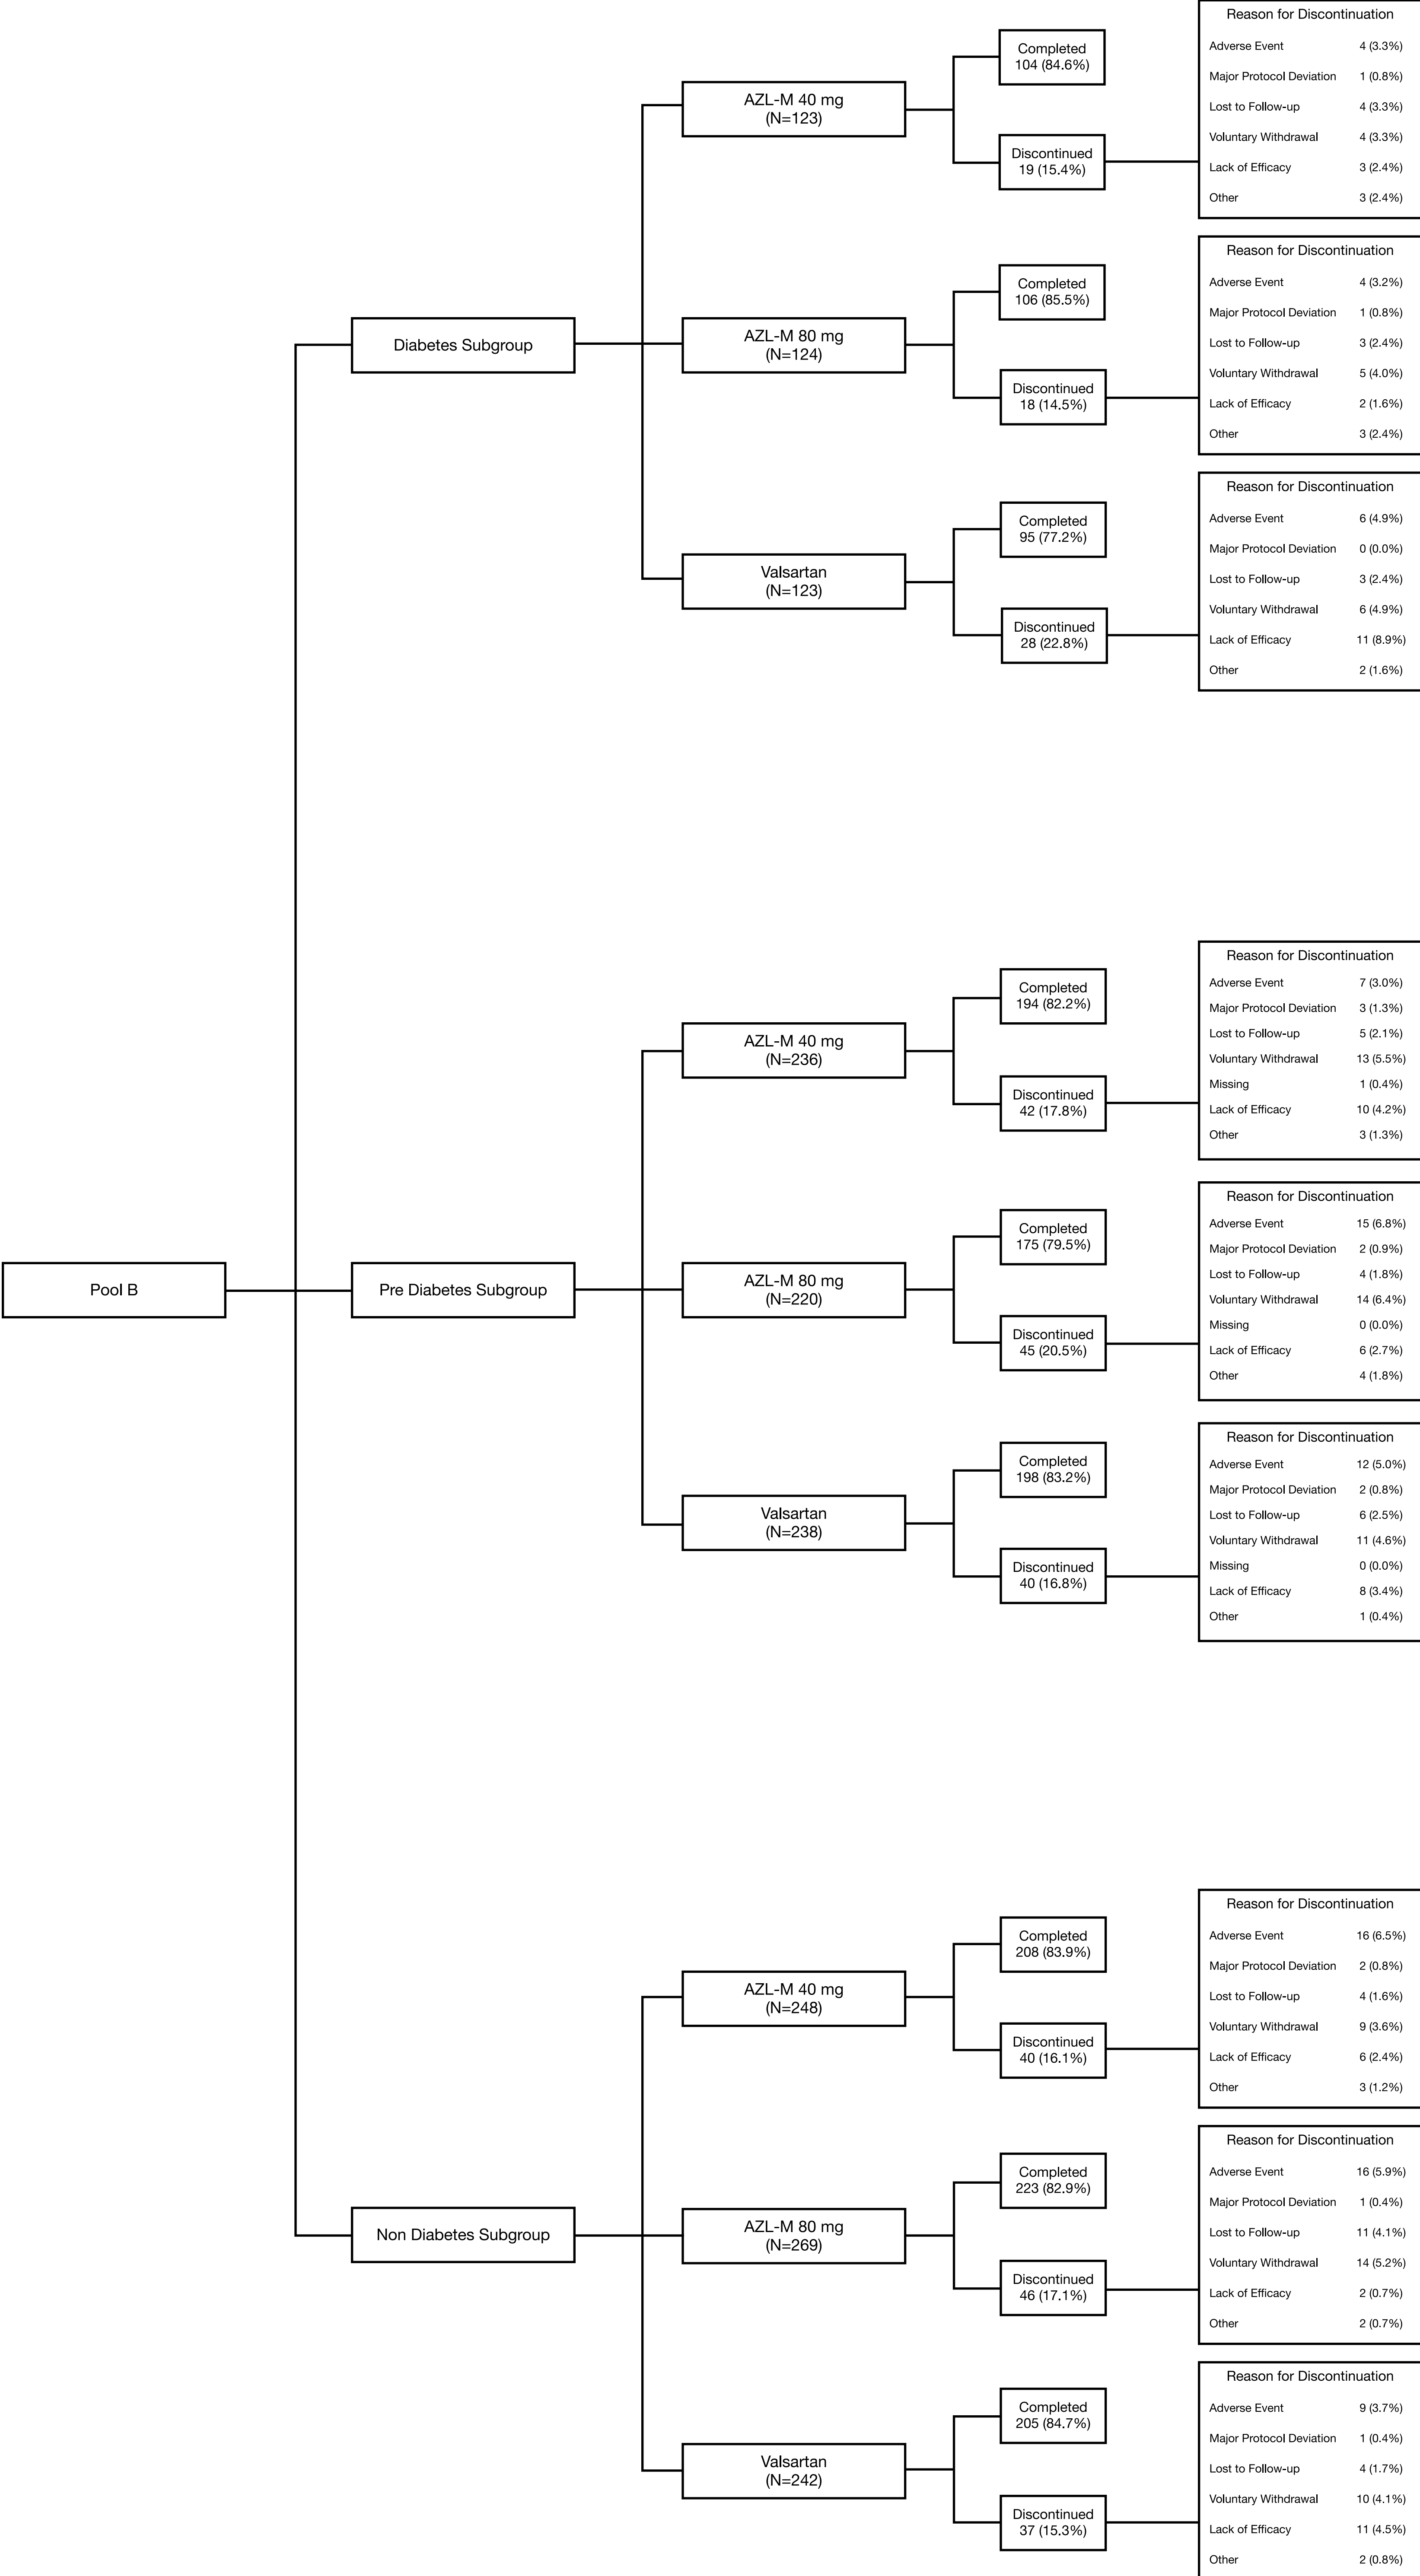 Pool B
Diabetes Subgroup
AZL-M 40 mg
(N=123)
Completed
104 (84.6%)
Discontinued
19 (15.4%)
Reason for Discontinuation
Adverse Event 4 (3.3%)
Major Protocol Deviation 1 (0.8%)
Lost to Follow-up 4 (3.3%)
Voluntary Withdrawal 4 (3.3%)
Lack of Efficacy 3 (2.4%)
Other 3 (2.4%)
AZL-M 80 mg
(N=124)
Completed
106 (85.5%)
Discontinued
18 (14.5%)
Reason for Discontinuation
Adverse Event 4 (3.2%)
Major Protocol Deviation 1 (0.8%)
Lost to Follow-up 3 (2.4%)
Voluntary Withdrawal 5 (4.0%)
Lack of Efficacy 2 (1.6%)
Other 3 (2.4%)
Valsartan
(N=123)
Completed
95 (77.2%)
Discontinued
28 (22.8%)
Reason for Discontinuation
Adverse Event 6 (4.9%)
Major Protocol Deviation 0 (0.0%)
Lost to Follow-up 3 (2.4%)
Voluntary Withdrawal 6 (4.9%)
Lack of Efficacy 11 (8.9%)
Other 2 (1.6%)
Pre Diabetes Subgroup
AZL-M 40 mg
(N=236)
Completed
194 (82.2%)
Discontinued
42 (17.8%)
Reason for Discontinuation
Adverse Event 7 (3.0%)
Major Protocol Deviation 3 (1.3%)
Lost to Follow-up 5 (2.1%)
Voluntary Withdrawal 13 (5.5%)
Missing 1 (0.4%)
Lack of Efficacy 10 (4.2%)
Other 3 (1.3%)
AZL-M 80 mg
(N=220)
Completed
175 (79.5%)
Discontinued
45 (20.5%)
Reason for Discontinuation
Adverse Event 15 (6.8%)
Major Protocol Deviation 2 (0.9%)
Lost to Follow-up 4 (1.8%)
Voluntary Withdrawal 14 (6.4%)
Missing 0 (0.0%)
Lack of Efficacy 6 (2.7%)
Other 4 (1.8%)
Valsartan
(N=238)
Completed
198 (83.2%)
Discontinued
40 (16.8%)
Reason for Discontinuation
Adverse Event 12 (5.0%)
Major Protocol Deviation 2 (0.8%)
Lost to Follow-up 6 (2.5%)
Voluntary Withdrawal 11 (4.6%)
Missing 0 (0.0%)
Lack of Efficacy 8 (3.4%)
Other 1 (0.4%)
Non Diabetes Subgroup
AZL-M 40 mg
(N=248)
Completed
208 (83.9%)
Discontinued
40 (16.1%)
Reason for Discontinuation
Adverse Event 16 (6.5%)
Major Protocol Deviation 2 (0.8%)
Lost to Follow-up 4 (1.6%)
Voluntary Withdrawal 9 (3.6%)
Lack of Efficacy 6 (2.4%)
Other 3 (1.2%)
AZL-M 80 mg
(N=269)
Completed
223 (82.9%)
Discontinued
46 (17.1%)
Reason for Discontinuation
Adverse Event 16 (5.9%)
Major Protocol Deviation 1 (0.4%)
Lost to Follow-up 11 (4.1%)
Voluntary Withdrawal 14 (5.2%)
Lack of Efficacy 2 (0.7%)
Other 2 (0.7%)
Valsartan
(N=242)
Completed
205 (84.7%)
Discontinued
37 (15.3%)
Reason for Discontinuation
Adverse Event 9 (3.7%)
Major Protocol Deviation 1 (0.4%)
Lost to Follow-up 4 (1.7%)
Voluntary Withdrawal 10 (4.1%)
Lack of Efficacy 11 (4.5%)
Other 2 (0.8%)